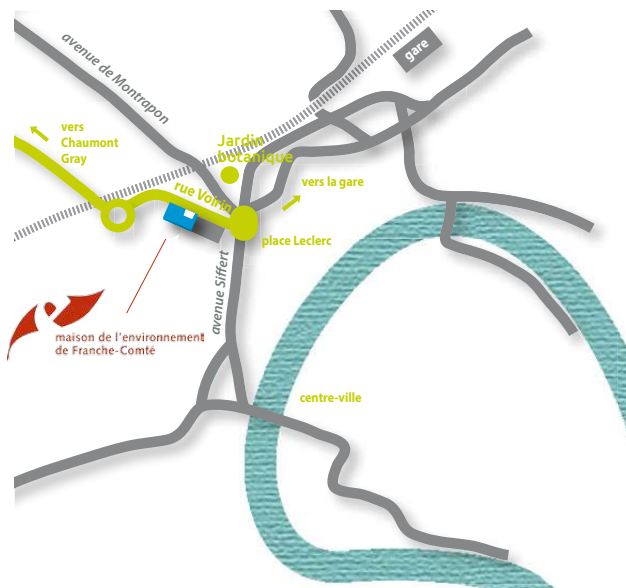 avenue de Montrapon
gare
vers
Chaumont
Gray
Jardin
botanique
rue Voirin
vers la gare
place Leclerc
avenue Siffert
maison de l'environnement
de Franche-Comté
centre-ville